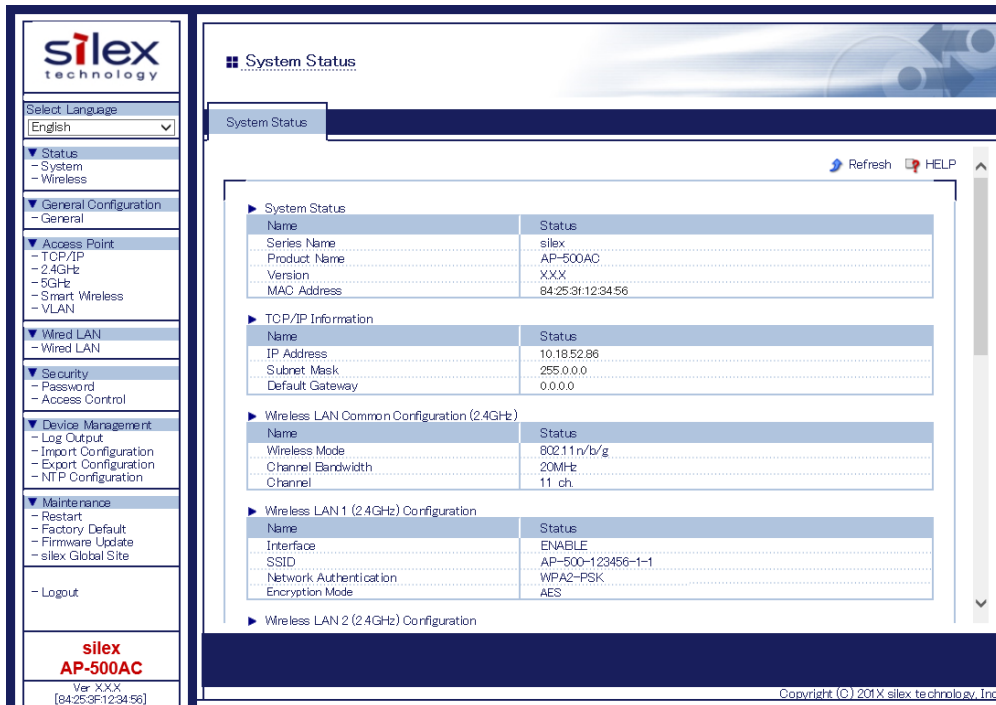 silex
technology
Select Language
English
▼ Status
- System
- Wireless
▼ General Configuration
- General
▼ Access Point
- TCP/IP
- 2.4GHz
- 5GHz
- Smart Wireless
- VLAN
▼ Wired LAN
- Wired LAN
▼ Security
- Password
- Access Control
▼ Device Management
- Log Output
- Import Configuration
- Export Configuration
- NTP Configuration
▼ Maintenance
- Restart
- Factory Default
- Firmware Update
- silex Global Site
- Logout
silex
AP-500AC
Ver X.X.X
[84:25:3F:12:34:56]
System Status
System Status
Refresh HELP
► System Status
Name Status
Series Name silex
Product Name AP-500AC
Version X.X.X
MAC Address 84:25:3f:12:34:56
► TCP/IP Information
Name Status
IP Address 10.18.52.86
Subnet Mask 255.0.0.0
Default Gateway 0.0.0.0
► Wireless LAN Common Configuration (2.4GHz)
Name Status
Wireless Mode 802.11 n/b/g
Channel Bandwidth 20MHz
Channel 11 ch.
► Wireless LAN 1 (2.4GHz) Configuration
Name Status
Interface ENABLE
SSID AP-500-123456-1-1
Network Authentication WPA2-PSK
Encryption Mode AES
► Wireless LAN 2 (2.4GHz) Configuration
Copyright (C) 201X silex technology, Inc